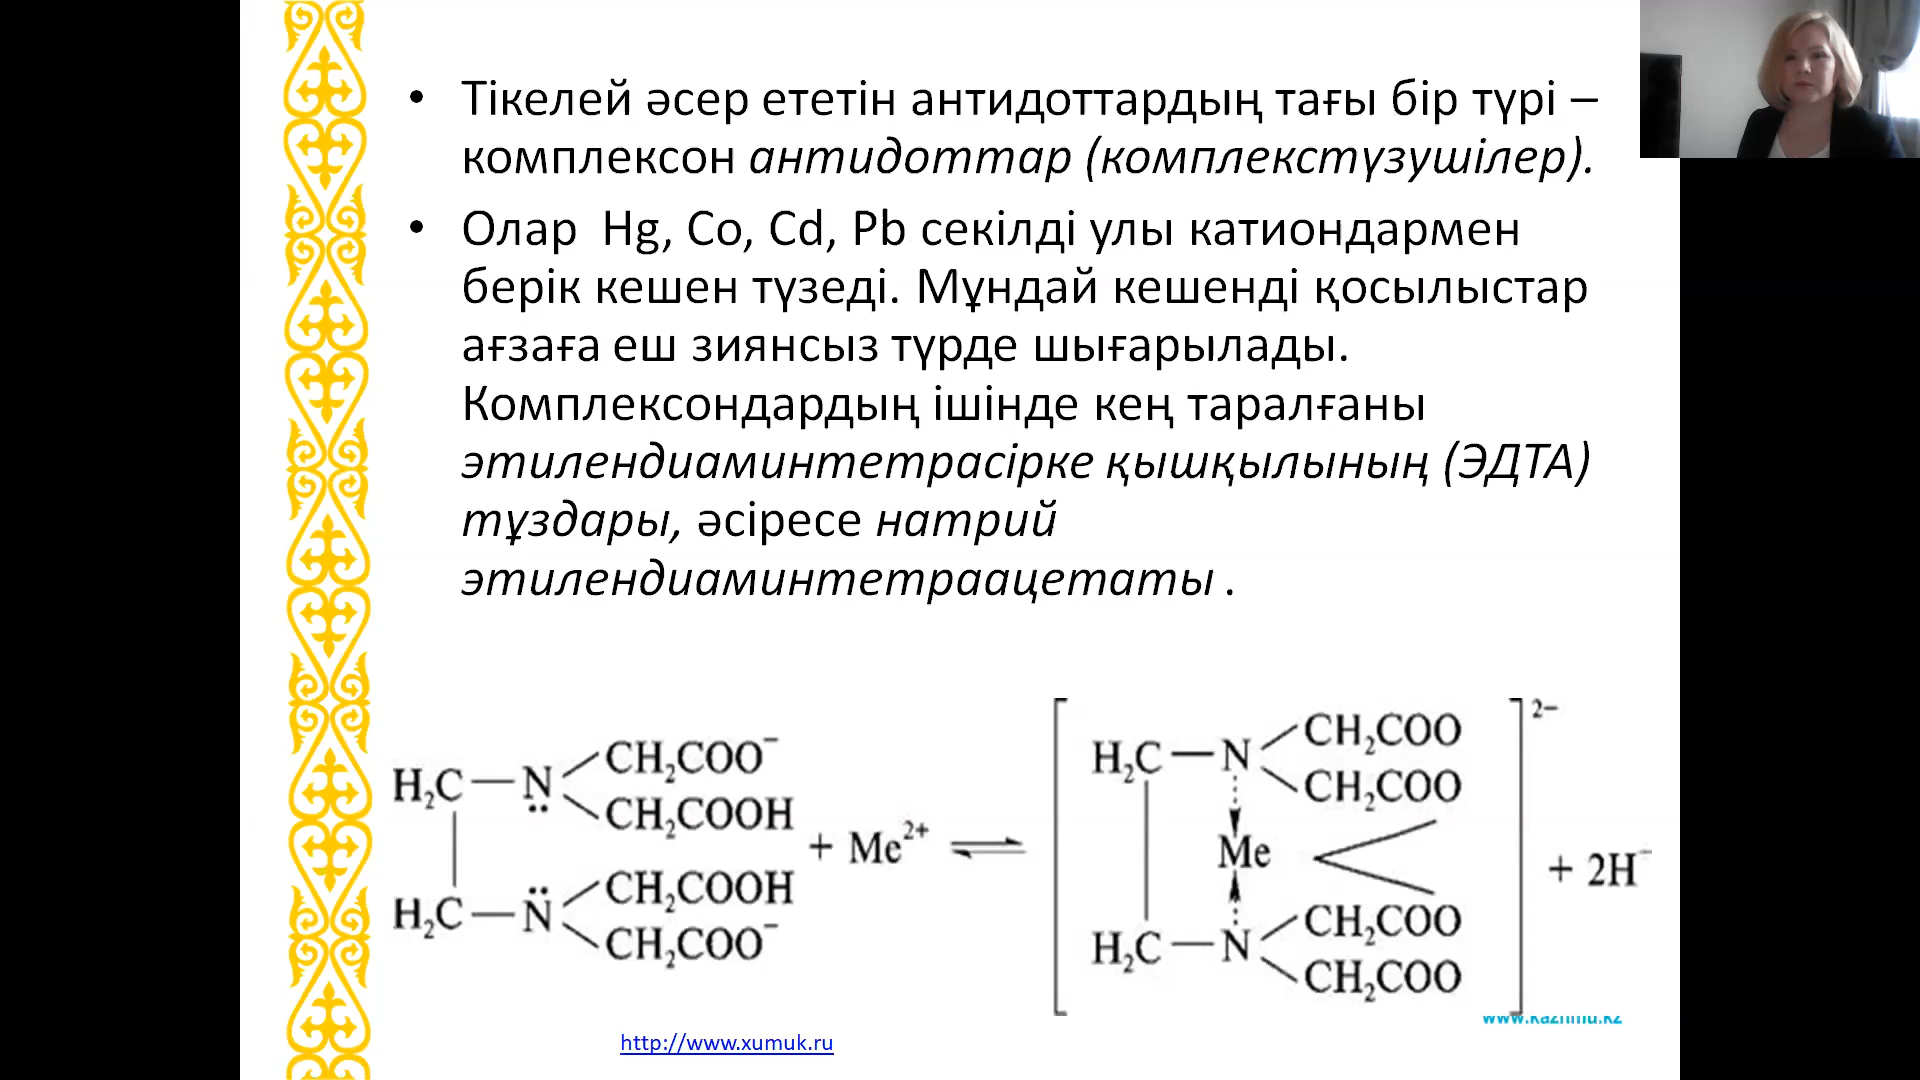 • Тікелей әсер ететін антидоттардың тағы бір түрі –
комплексон антидоттар (комплекстүзушілер).
• Олар Hg, Co, Cd, Pb секілді улы катиондармен
берік кешен түзеді. Мұндай кешенді қосылыстар
ағзаға еш зиянсыз түрде шығарылады.
Комплексондардың ішінде кең таралғаны
этилендиаминтетрасірке қышқылының (ЭДТА)
тұздары, әсіресе натрий
этилендиаминтетраацетаты .
H₂C — N
CH₂COO⁻
CH₂COOH
H₂C — N
CH₂COOH
CH₂COO⁻
+ Me²⁺ ⇌
H₂C — N
CH₂COO
CH₂COO
Me
H₂C — N
CH₂COO
CH₂COO
2−
+ 2H
www.kaznmu.kz
http://www.xumuk.ru